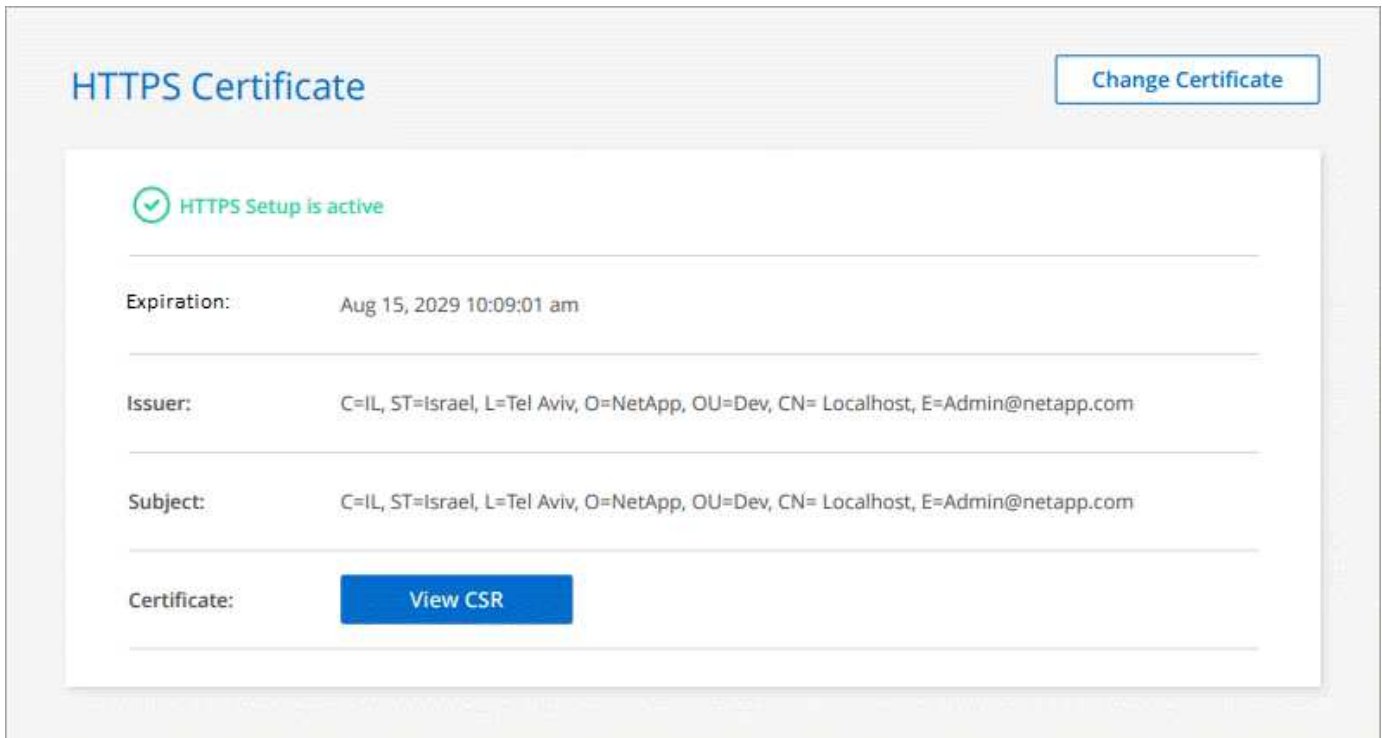 HTTPS Certificate
Change Certificate
HTTPS Setup is active
Expiration: Aug 15, 2029 10:09:01 am
Issuer: C=IL, ST=Israel, L=Tel Aviv, O=NetApp, OU=Dev, CN= Localhost, E=Admin@netapp.com
Subject: C=IL, ST=Israel, L=Tel Aviv, O=NetApp, OU=Dev, CN= Localhost, E=Admin@netapp.com
Certificate: View CSR